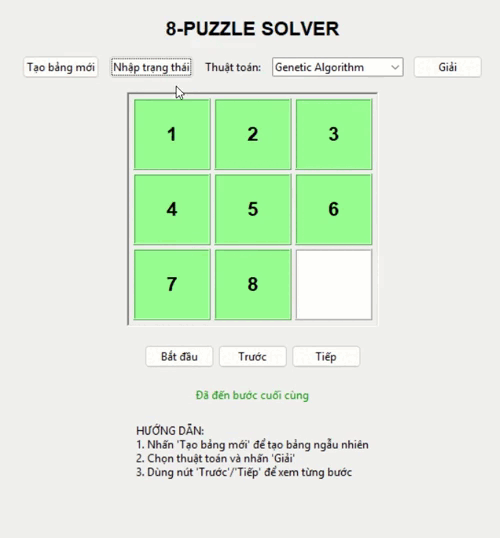 8-PUZZLE SOLVER
Tạo bảng mới Nhập trạng thái Thuật toán: Genetic Algorithm Giải
1 2 3
4 5 6
7 8
Bắt đầu Trước Tiếp
Đã đến bước cuối cùng
HƯỚNG DẪN:
1. Nhấn 'Tạo bảng mới' để tạo bảng ngẫu nhiên
2. Chọn thuật toán và nhấn 'Giải'
3. Dùng nút 'Trước'/'Tiếp' để xem từng bước